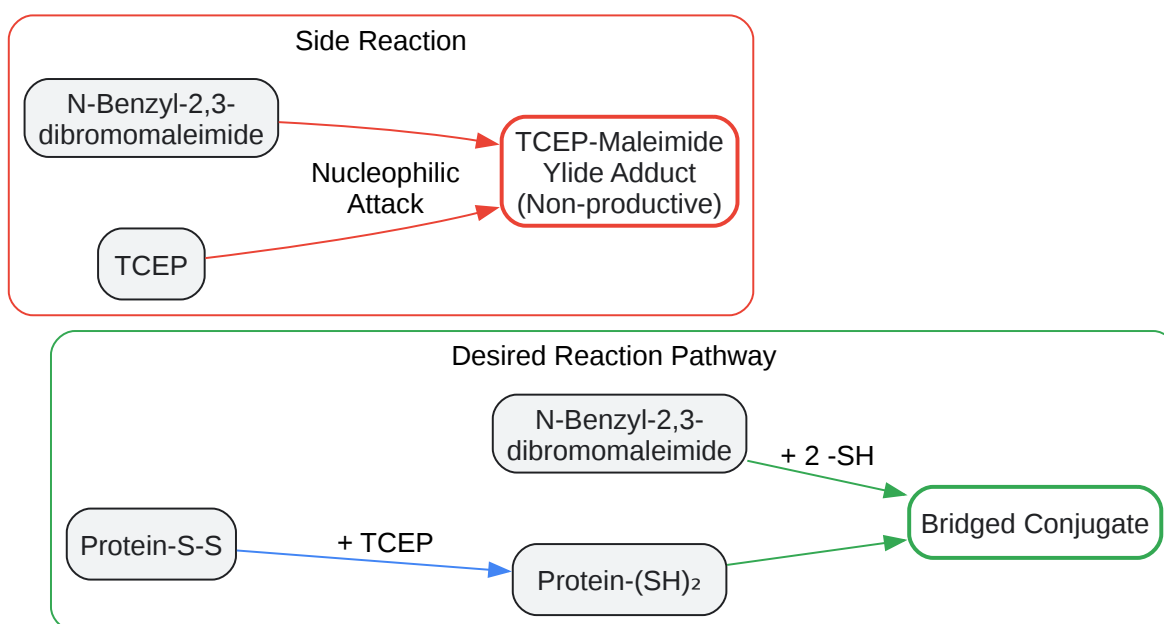 Side Reaction
N-Benzyl-2,3-
dibromomaleimide
TCEP-Maleimide
Ylide Adduct
(Non-productive)
Nucleophilic
Attack
TCEP
Desired Reaction Pathway
N-Benzyl-2,3-
dibromomaleimide
+ 2 -SH
Bridged Conjugate
Protein-S-S
+ TCEP
Protein-(SH)₂